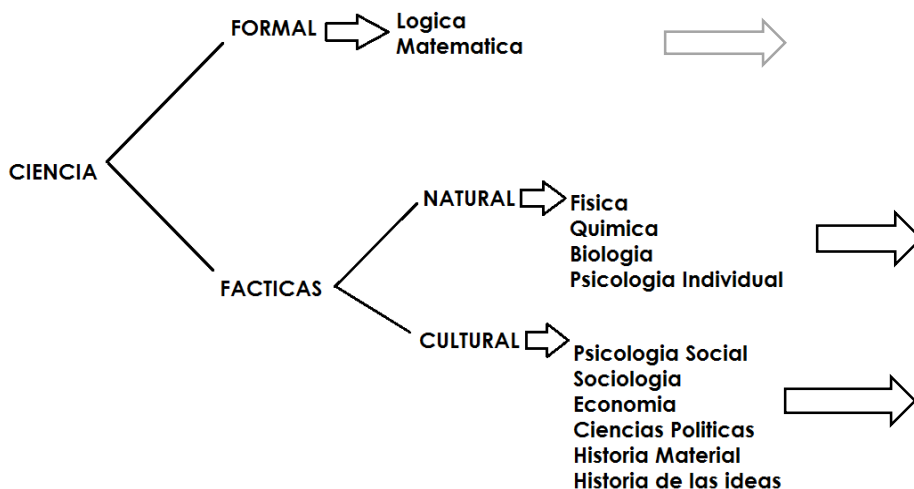 FORMAL
Logica
Matematica
CIENCIA
FACTICAS
NATURAL
Fisica
Quimica
Biologia
Psicologia Individual
CULTURAL
Psicologia Social
Sociologia
Economia
Ciencias Politicas
Historia Material
Historia de las ideas